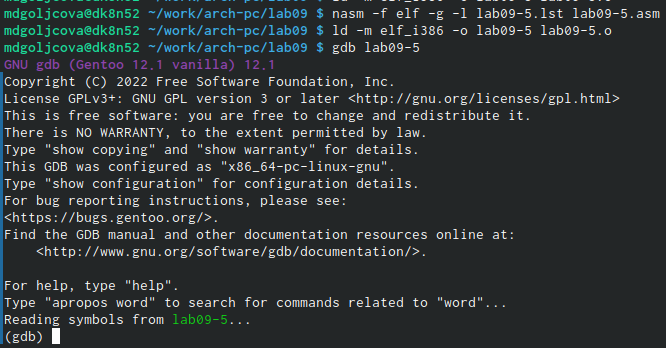 mdgoljcova@dk8n52 ~/work/arch-pc/lab09 $ nasm -f elf -g -l lab09-5.lst lab09-5.asm
mdgoljcova@dk8n52 ~/work/arch-pc/lab09 $ ld -m elf_i386 -o lab09-5 lab09-5.o
mdgoljcova@dk8n52 ~/work/arch-pc/lab09 $ gdb lab09-5
GNU gdb (Gentoo 12.1 vanilla) 12.1
Copyright (C) 2022 Free Software Foundation, Inc.
License GPLv3+: GNU GPL version 3 or later <http://gnu.org/licenses/gpl.html>
This is free software: you are free to change and redistribute it.
There is NO WARRANTY, to the extent permitted by law.
Type "show copying" and "show warranty" for details.
This GDB was configured as "x86_64-pc-linux-gnu".
Type "show configuration" for configuration details.
For bug reporting instructions, please see:
<https://bugs.gentoo.org/>.
Find the GDB manual and other documentation resources online at:
    <http://www.gnu.org/software/gdb/documentation/>.

For help, type "help".
Type "apropos word" to search for commands related to "word"...
Reading symbols from lab09-5...
(gdb)